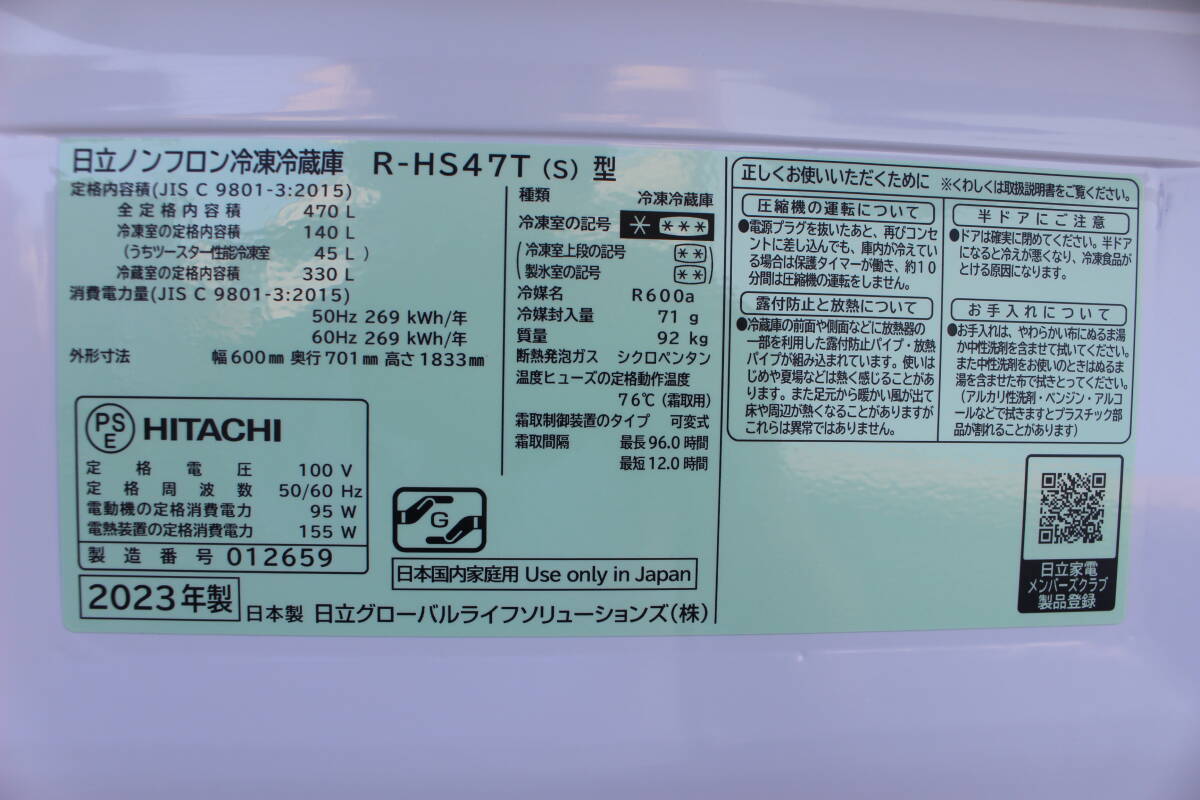 日立ノンフロン冷凍冷蔵庫 R-HS47T (S) 型
定格内容積(JIS C 9801-3:2015)
全定格内容積 470 L
冷凍室の定格内容積 140 L
(うちツースター性能冷凍室 45 L )
冷蔵室の定格内容積 330 L
消費電力量(JIS C 9801-3:2015)
50Hz 269 kWh/年
60Hz 269 kWh/年
外形寸法 幅600mm 奥行701mm 高さ1833mm
PS
E
HITACHI
定格電圧 100 V
定格周波数 50/60 Hz
電動機の定格消費電力 95 W
電熱装置の定格消費電力 155 W
製造番号 012659
2023年製
日本製 日立グローバルライフソリューションズ(株)
種類 冷凍冷蔵庫
冷凍室の記号 * ***
(冷凍室上段の記号 **
製氷室の記号 **)
冷媒名 R600a
冷媒封入量 71 g
質量 92 kg
断熱発泡ガス シクロペンタン
温度ヒューズの定格動作温度
76℃(霜取用)
霜取制御装置のタイプ 可変式
霜取間隔 最長96.0時間
最短12.0時間
G
日本国内家庭用 Use only in Japan
正しくお使いいただくために ※くわしくは取扱説明書をご覧ください。
圧縮機の運転について
●電源プラグを抜いたあと、再びコンセ
ントに差し込んでも、庫内が冷えてい
る場合は保護タイマーが働き、約10
分間は圧縮機の運転をしません。
露付防止と放熱について
●冷蔵庫の前面や側面などに放熱器の
一部を利用した露付防止パイプ・放熱
パイプが組み込まれています。使いは
じめや夏場などは熱く感じることがあ
ります。また足元から暖かい風が出て
床や周辺が熱くなることがありますが
これらは異常ではありません。
半ドアにご注意
●ドアは確実に閉めてください。半ドア
になると冷えが悪くなり、冷凍食品が
とける原因になります。
お手入れについて
●お手入れは、やわらかい布にぬるま湯
か中性洗剤を含ませて拭いてください。
また中性洗剤をお使いのときはぬるま
湯を含ませた布で拭きとってください。
(アルカリ性洗剤・ベンジン・アルコ
ールなどで拭きますとプラスチック部
品が割れることがあります)
日立家電
メンバーズクラブ
製品登録